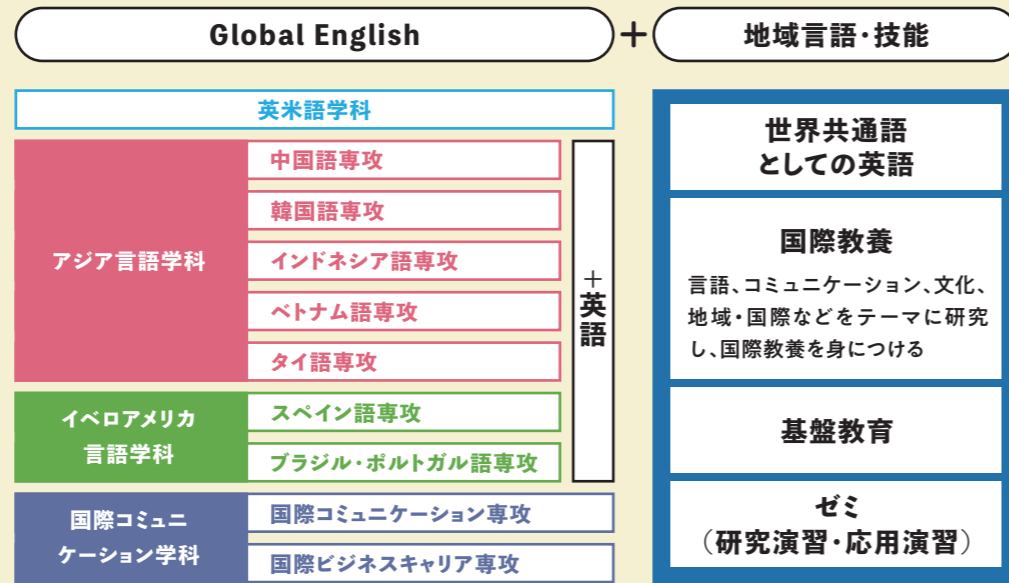 Global English
+
地域言語・技能
英米語学科
アジア言語学科
中国語専攻
韓国語専攻
インドネシア語専攻
ベトナム語専攻
タイ語専攻
イベロアメリカ
言語学科
スペイン語専攻
ブラジル・ポルトガル語専攻
+英語
国際コミュニ
ケーション学科
国際コミュニケーション専攻
国際ビジネスキャリア専攻
世界共通語
としての英語
国際教養
言語、コミュニケーション、文化、
地域・国際などをテーマに研究
し、国際教養を身につける
基盤教育
ゼミ
（研究演習・応用演習）